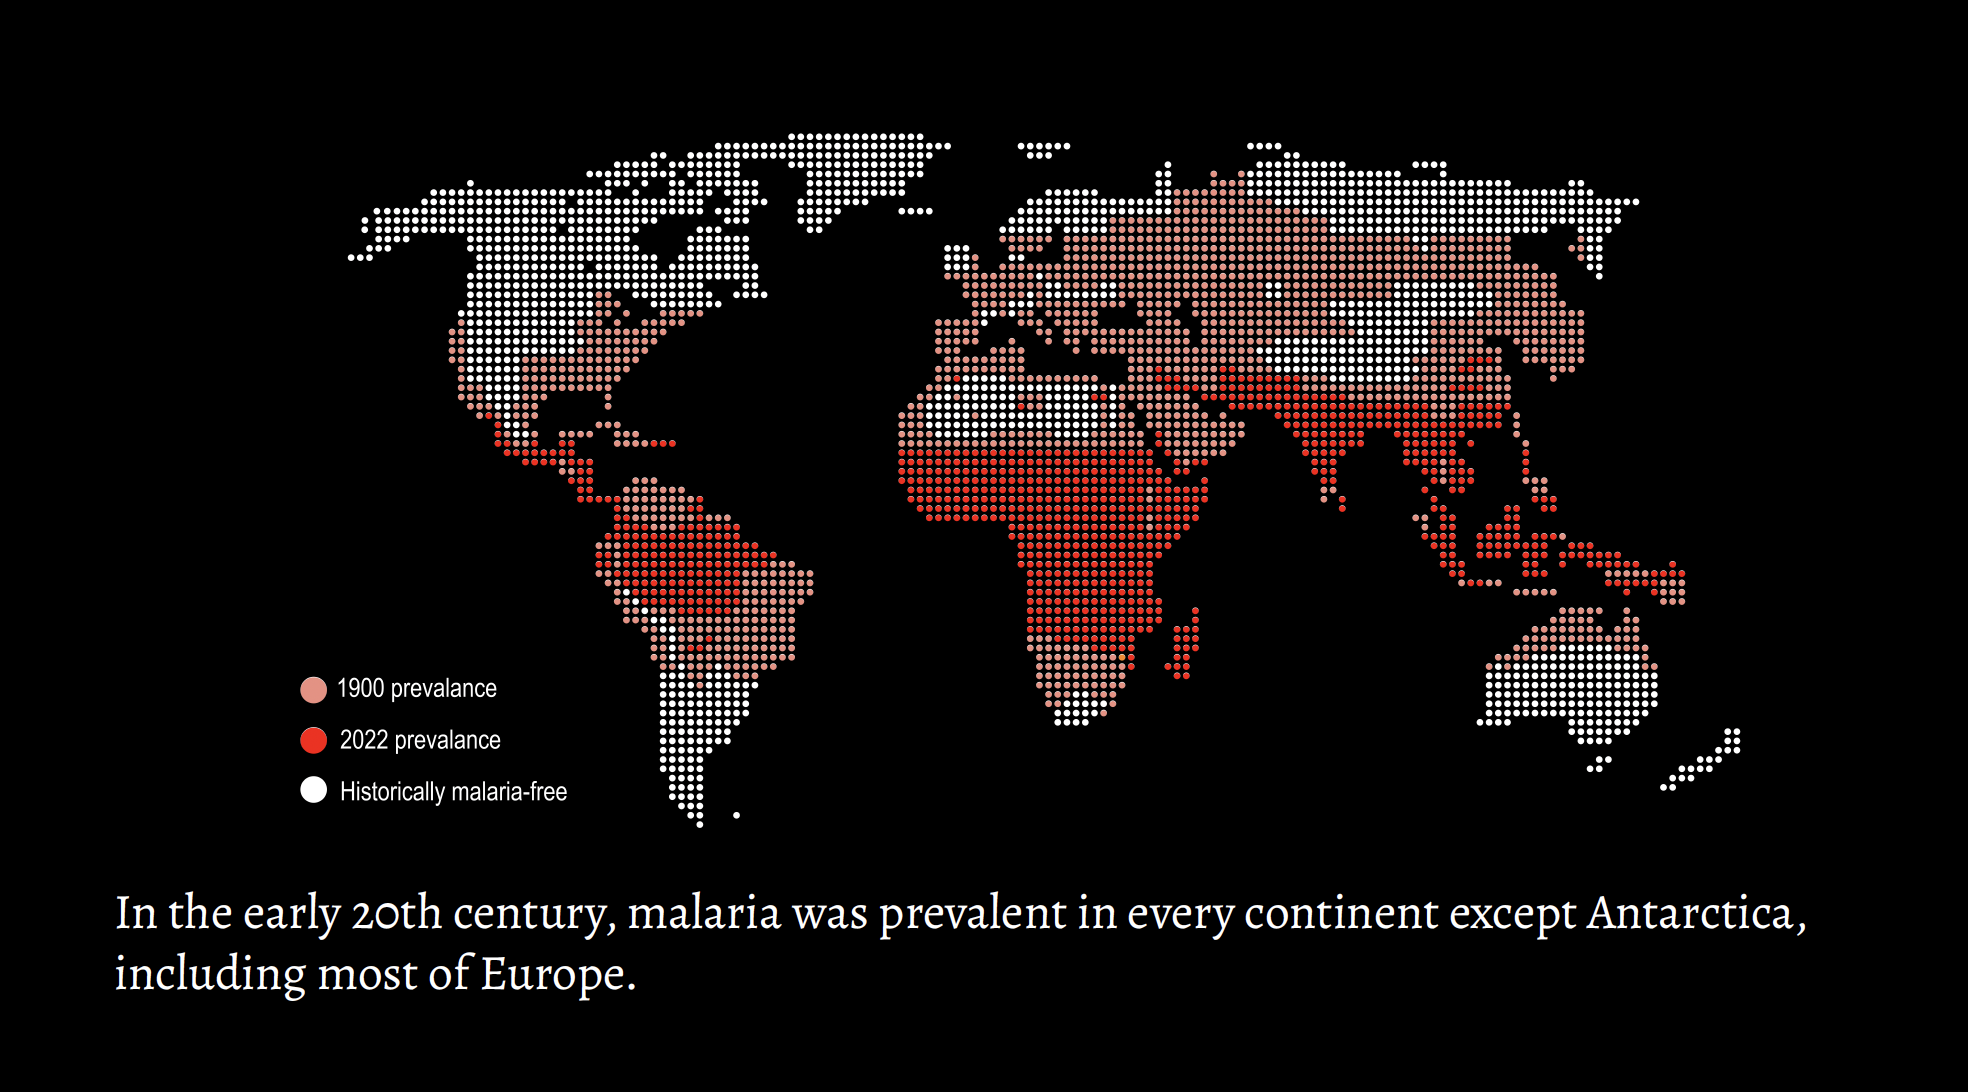 1900 prevalance
2022 prevalance
Historically malaria-free
In the early 20th century, malaria was prevalent in every continent except Antarctica,
including most of Europe.